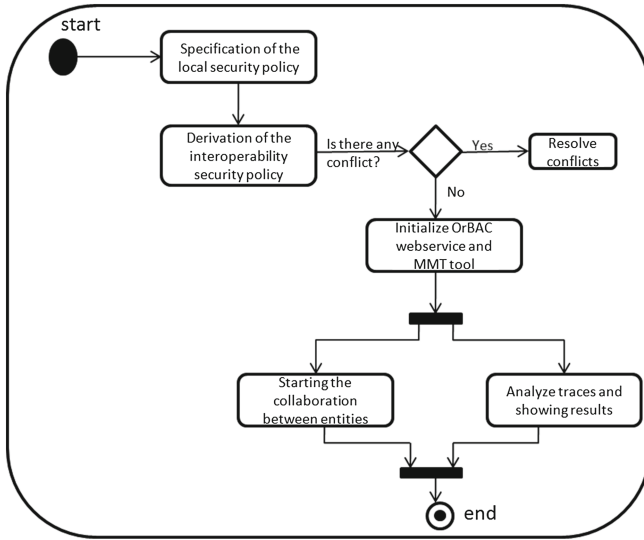 start
Specification of the
local security policy
Derivation of the
interoperability
security policy
Is there any
conflict?
Yes
Resolve
conflicts
No
Initialize OrBAC
webservice and
MMT tool
Starting the
collaboration
between entities
Analyze traces and
showing results
end